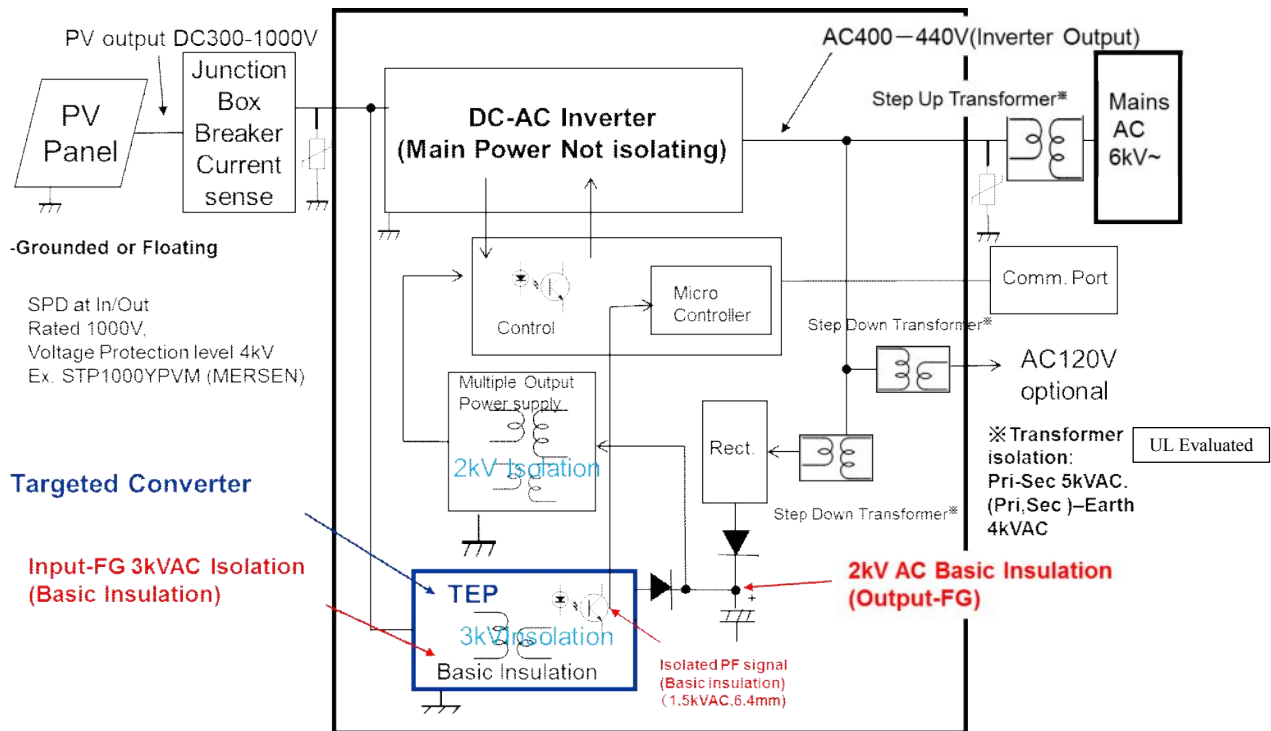 PV output DC300-1000V
PV
Panel
Junction
Box
Breaker
Current
sense
DC-AC Inverter
(Main Power Not isolating)
AC400－440V(Inverter Output)
Step Up Transformer※
Mains
AC
6kV~
-Grounded or Floating
SPD at In/Out
Rated 1000V,
Voltage Protection level 4kV
Ex. STP1000YPVM (MERSEN)
Control
Micro
Controller
Comm. Port
Step Down Transformer※
AC120V
optional
Multiple Output
Power supply
2kV Isolation
Rect.
Step Down Transformer※
※Transformer
isolation:
Pri-Sec 5kVAC.
(Pri,Sec )–Earth
4kVAC
UL Evaluated
Targeted Converter
Input-FG 3kVAC Isolation
(Basic Insulation)
TEP
3kVInsolation
Basic Insulation
+
2kV AC Basic Insulation
(Output-FG)
Isolated PF signal
(Basic insulation)
(1.5kVAC,6.4mm)